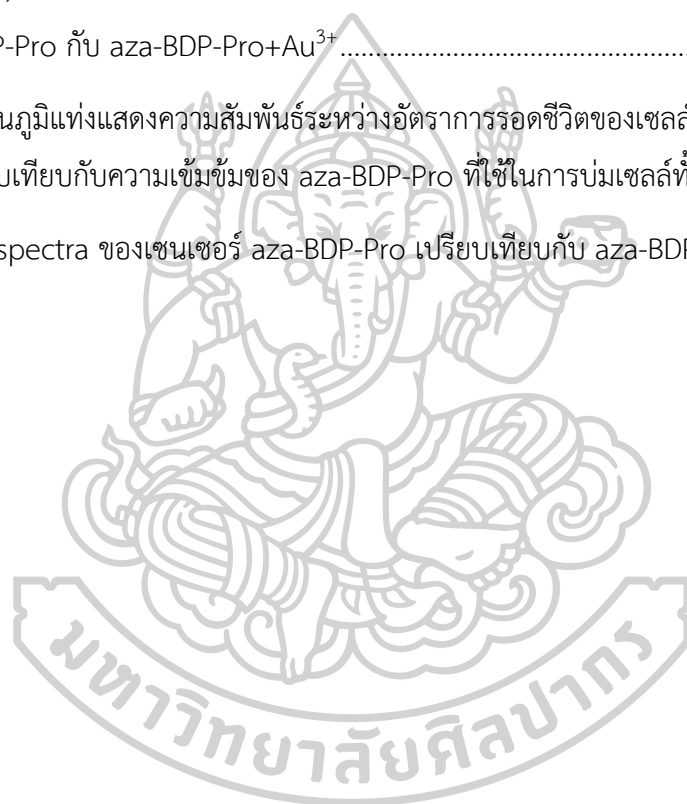 P-Pro กับ aza-BDP-Pro+Au³⁺
นภูมิแท่งแสดงความสัมพันธ์ระหว่างอัตราการรอดชีวิตของเซลล์
บเทียบกับความเข้มข้มของ aza-BDP-Pro ที่ใช้ในการบ่มเซลล์ทั้
spectra ของเซนเซอร์ aza-BDP-Pro เปรียบเทียบกับ aza-BDP
มหาวิทยาลัยศิลปากร